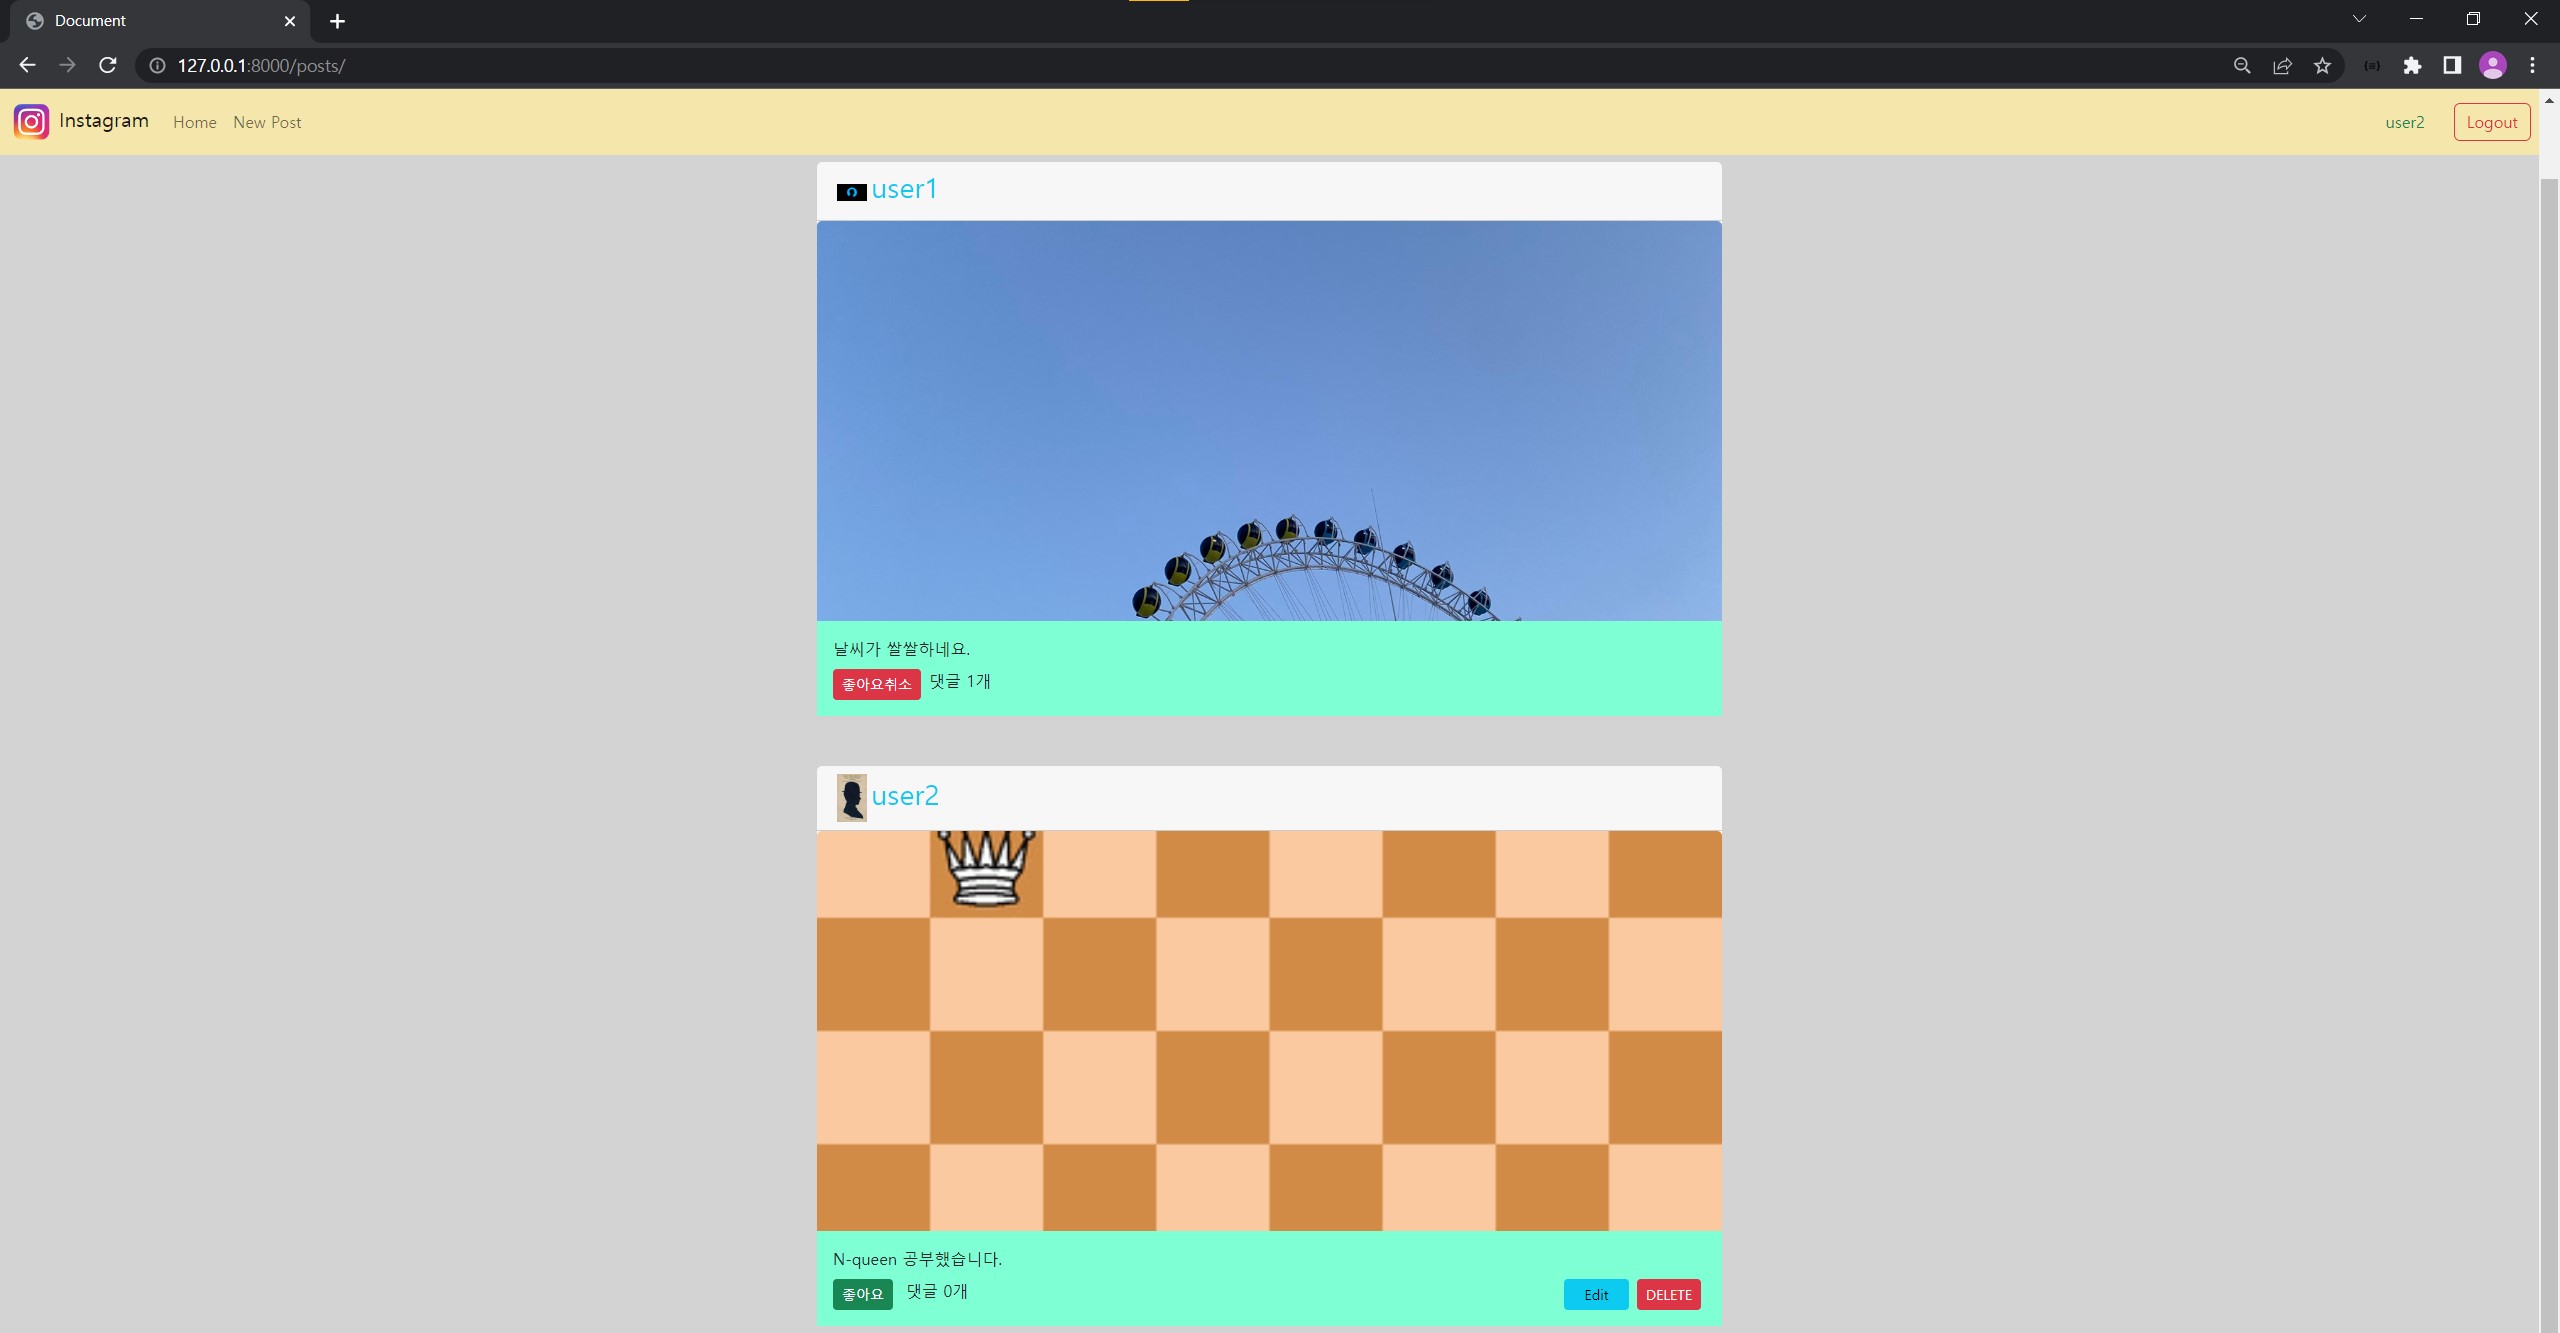 Document
127.0.0.1:8000/posts/
Instagram Home New Post user2 Logout
user1
날씨가 쌀쌀하네요.
좋아요취소 댓글 1개
user2
N-queen 공부했습니다.
좋아요 댓글 0개 Edit DELETE